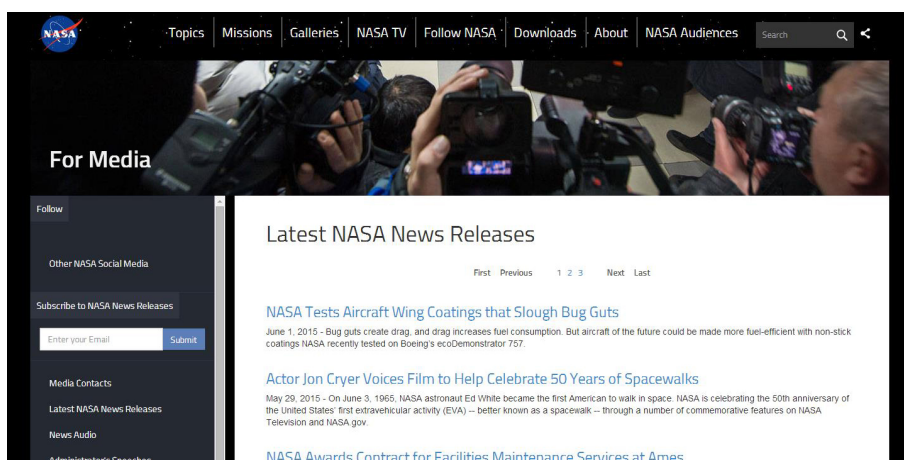 NASA
Topics Missions Galleries NASA TV Follow NASA Downloads About NASA Audiences Search
For Media
Follow
Other NASA Social Media
Subscribe to NASA News Releases
Enter your Email Submit
Media Contacts
Latest NASA News Releases
News Audio
Administrator's Speeches
Latest NASA News Releases
First Previous 1 2 3 Next Last
NASA Tests Aircraft Wing Coatings that Slough Bug Guts
June 1, 2015 - Bug guts create drag, and drag increases fuel consumption. But aircraft of the future could be made more fuel-efficient with non-stick
coatings NASA recently tested on Boeing's ecoDemonstrator 757.
Actor Jon Cryer Voices Film to Help Celebrate 50 Years of Spacewalks
May 29, 2015 - On June 3, 1965, NASA astronaut Ed White became the first American to walk in space. NASA is celebrating the 50th anniversary of
the United States' first extravehicular activity (EVA) -- better known as a spacewalk -- through a number of commemorative features on NASA
Television and NASA.gov.
NASA Awards Contract for Facilities Maintenance Services at Ames